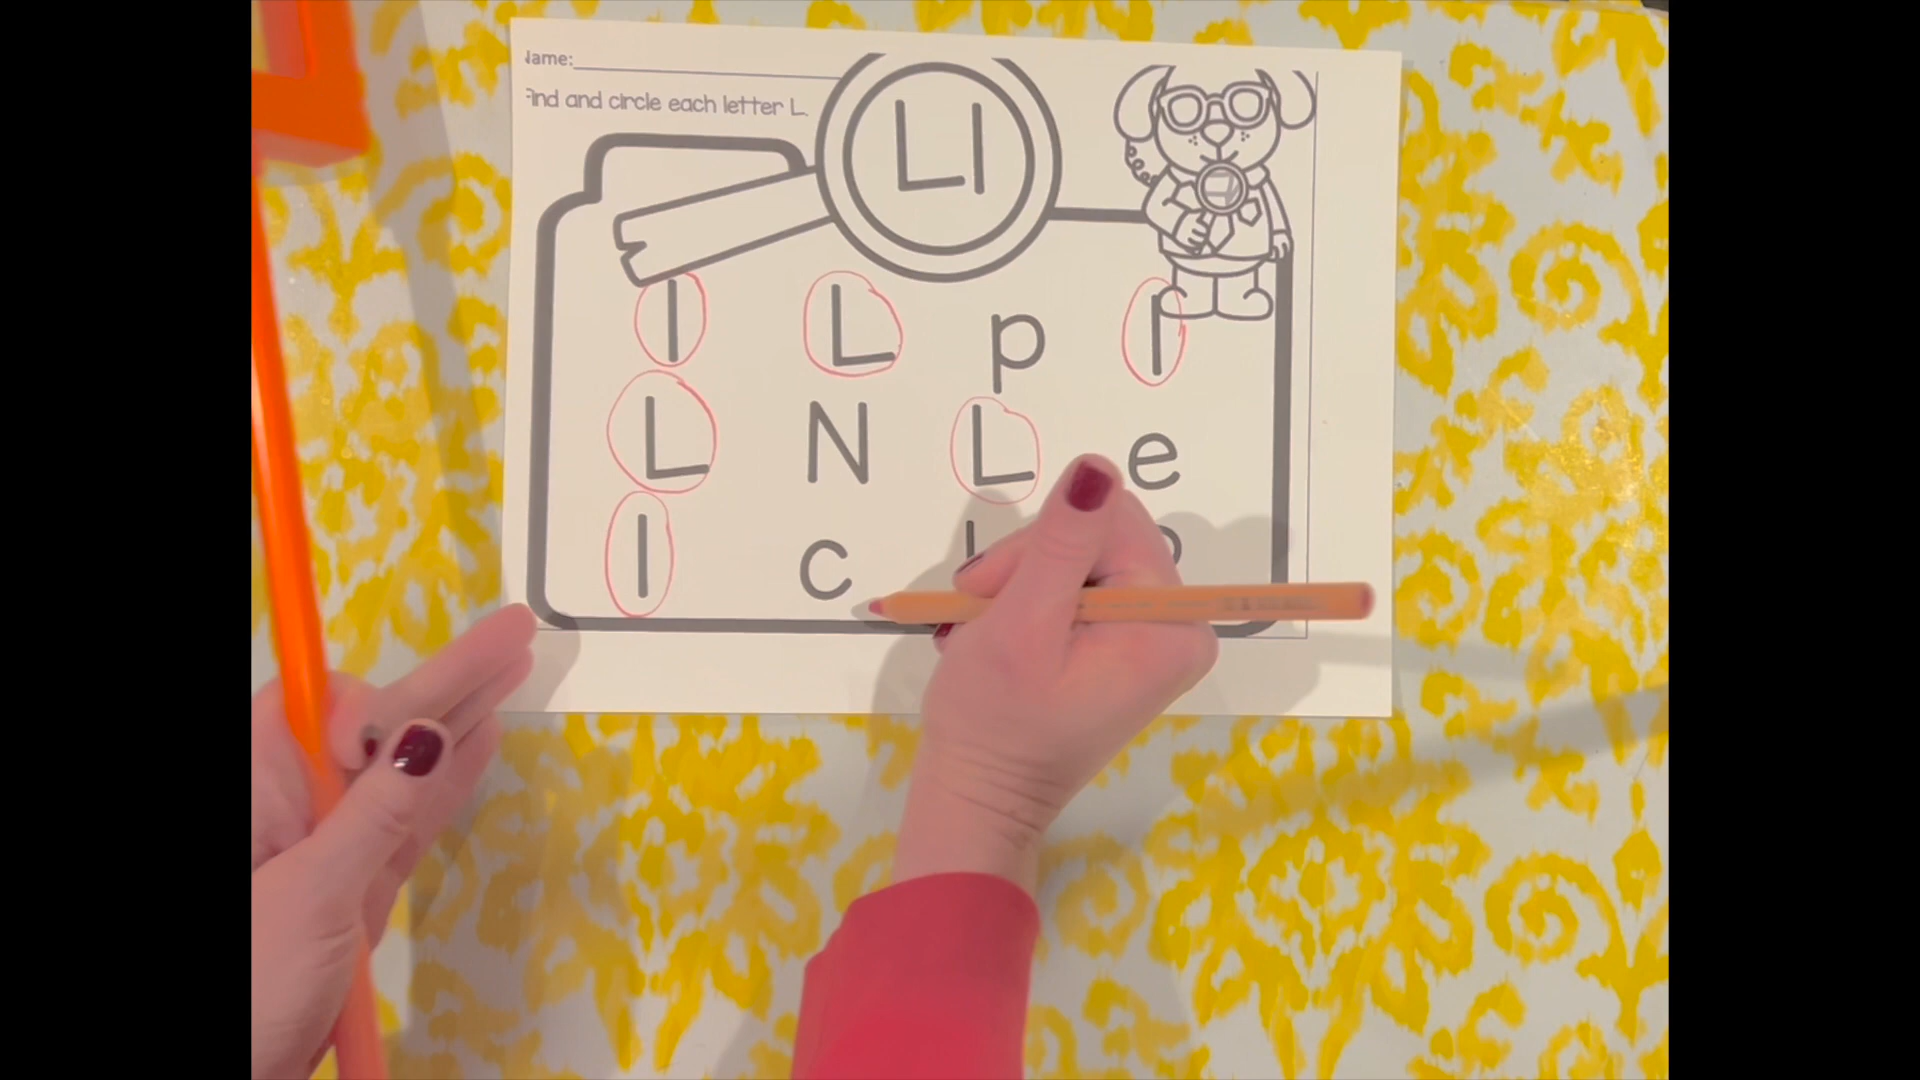 Name:
Find and circle each letter L.
Ll
l L p l
L N L e
l c